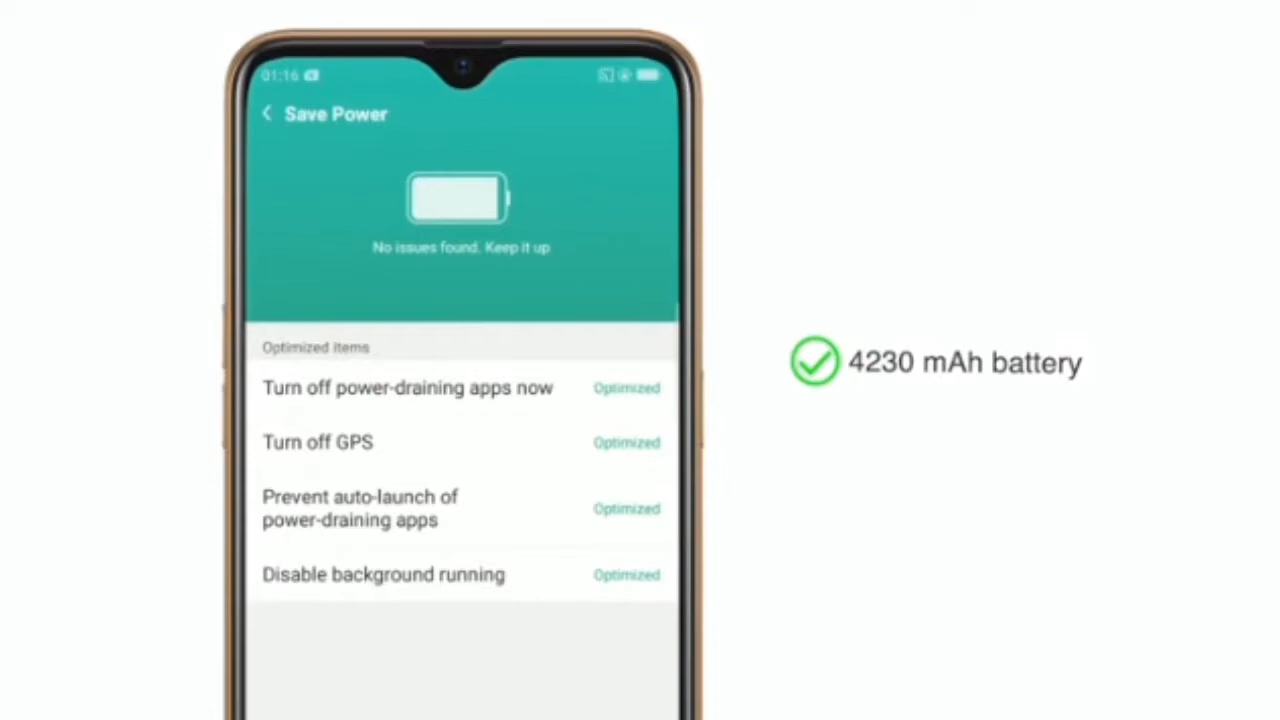 01:16
Save Power
No issues found. Keep it up
Optimized items
Turn off power-draining apps now Optimized
Turn off GPS Optimized
Prevent auto-launch of
power-draining apps Optimized
Disable background running Optimized
4230 mAh battery